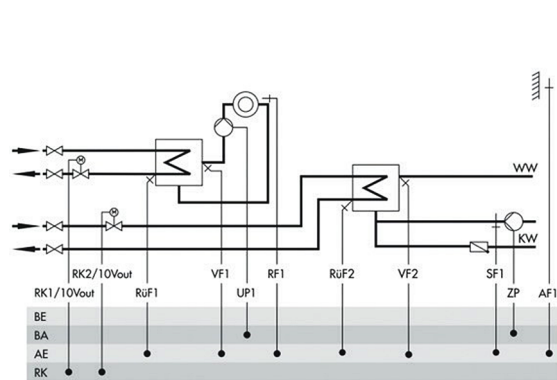 M
M
WW
KW
RK2/10Vout VF1 RF1 RüF2 VF2 SF1
RK1/10Vout RüF1 UP1 ZP AF1
BE
BA
AE
RK